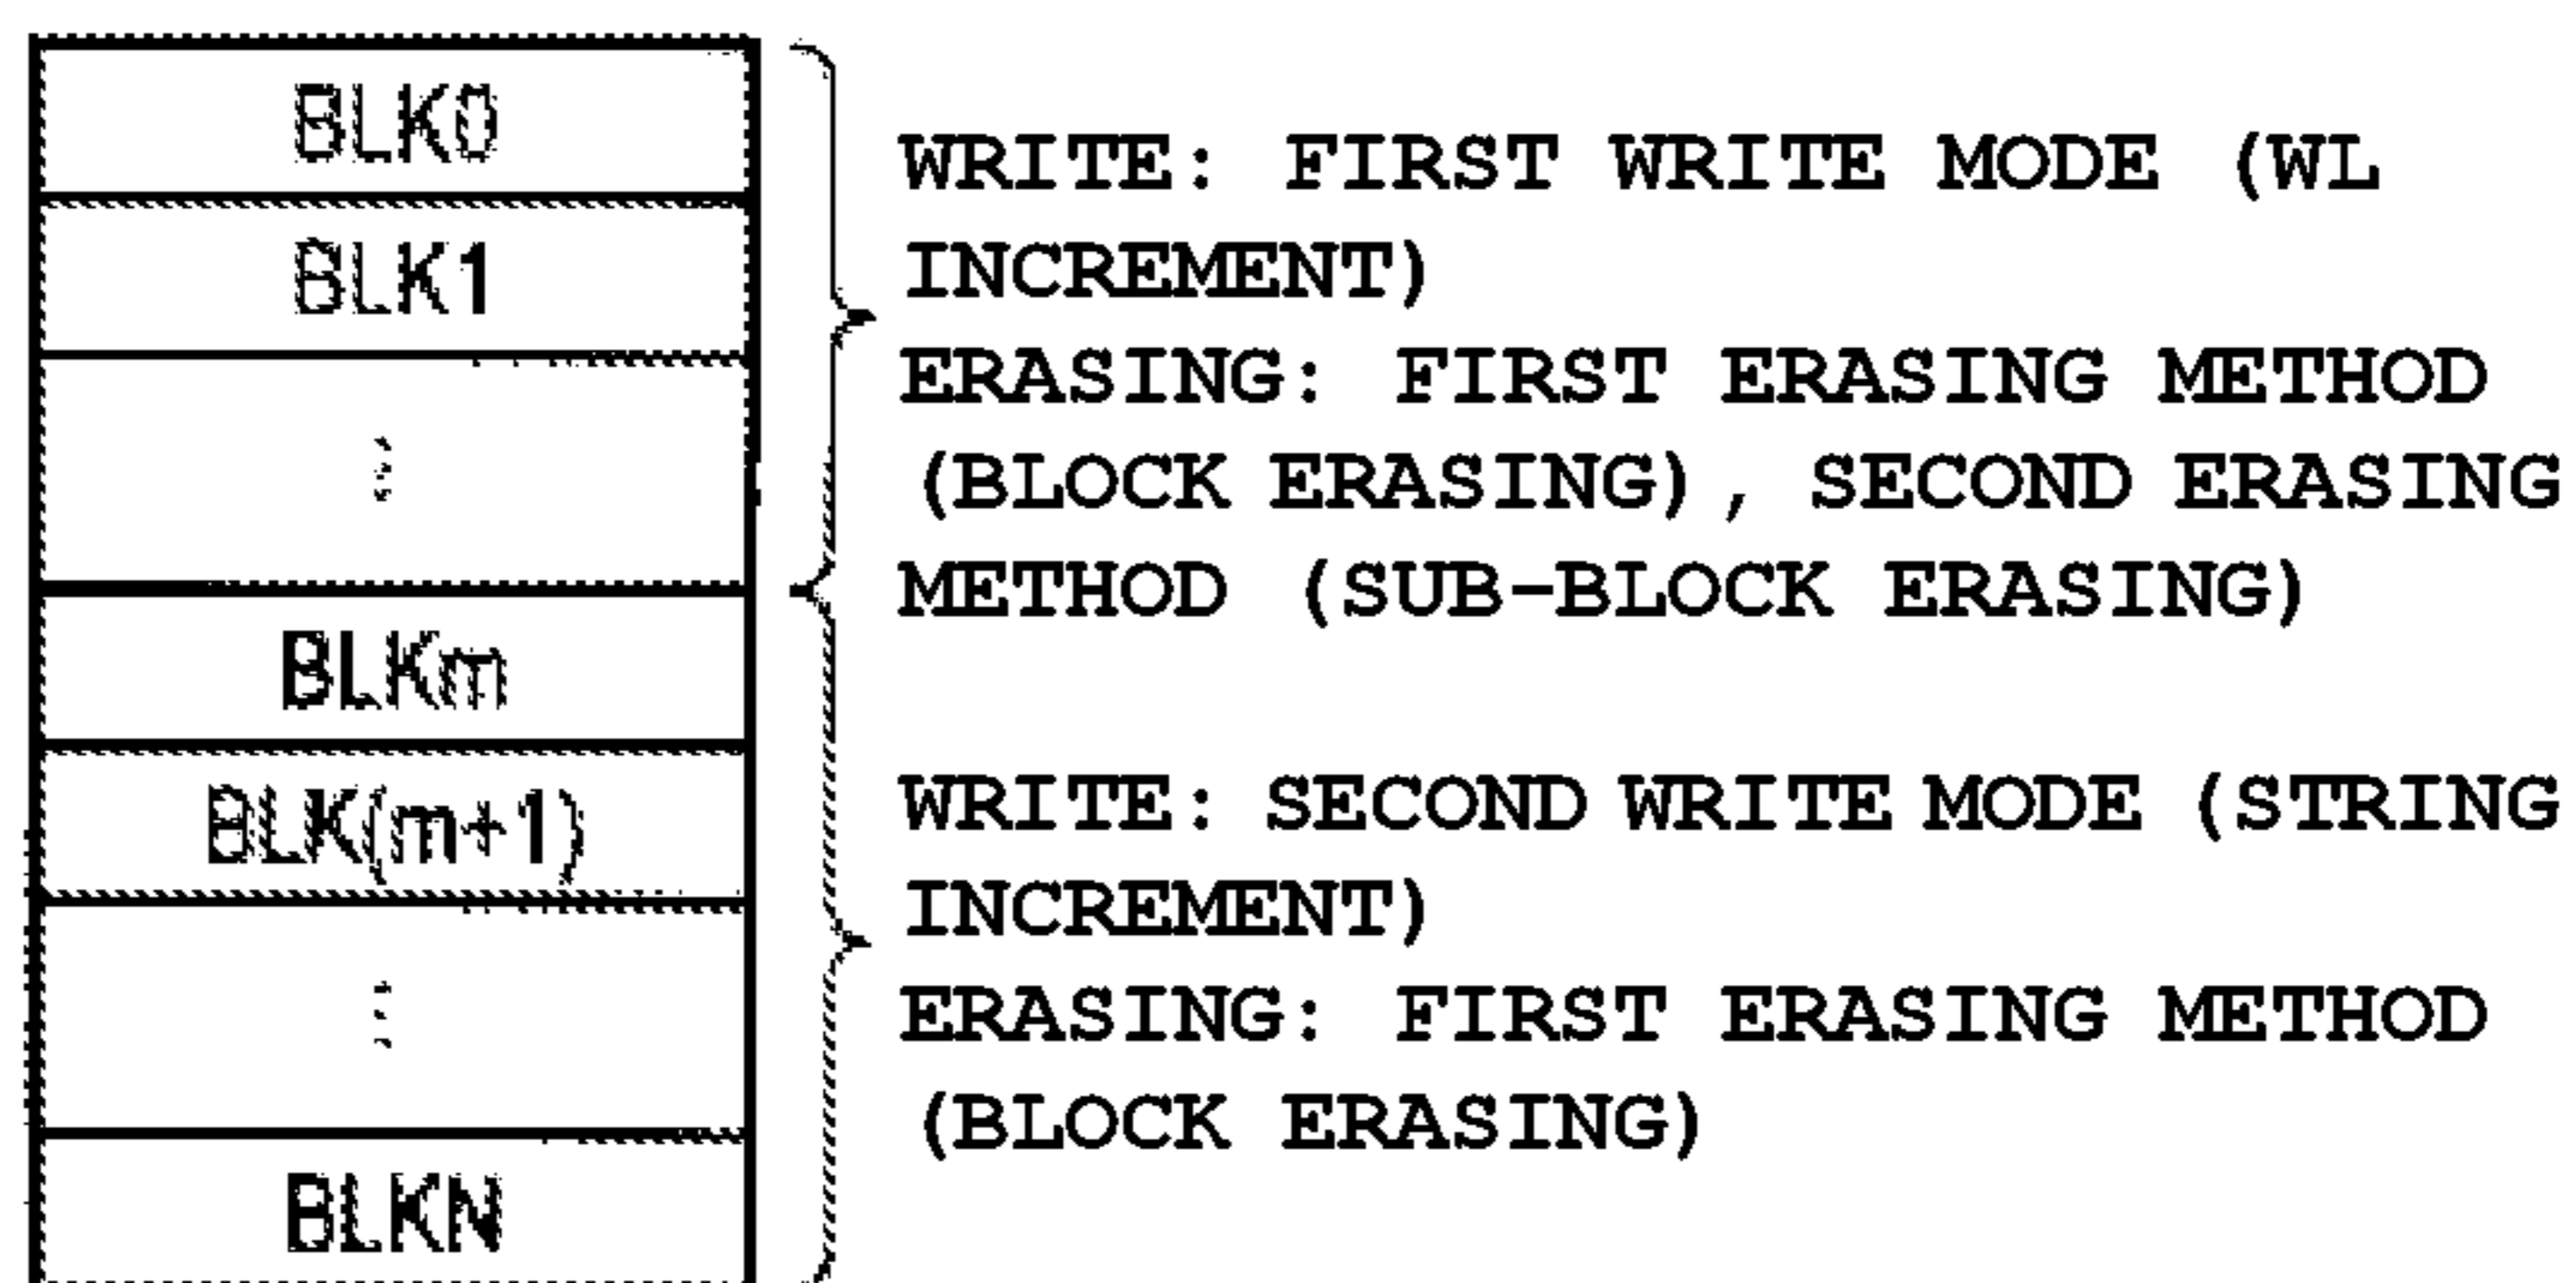 BLK0
BLK1
⋮
BLKm
BLK(m+1)
⋮
BLKN
WRITE: FIRST WRITE MODE (WL
INCREMENT)
ERASING: FIRST ERASING METHOD
(BLOCK ERASING), SECOND ERASING
METHOD (SUB-BLOCK ERASING)
WRITE: SECOND WRITE MODE (STRING
INCREMENT)
ERASING: FIRST ERASING METHOD
(BLOCK ERASING)